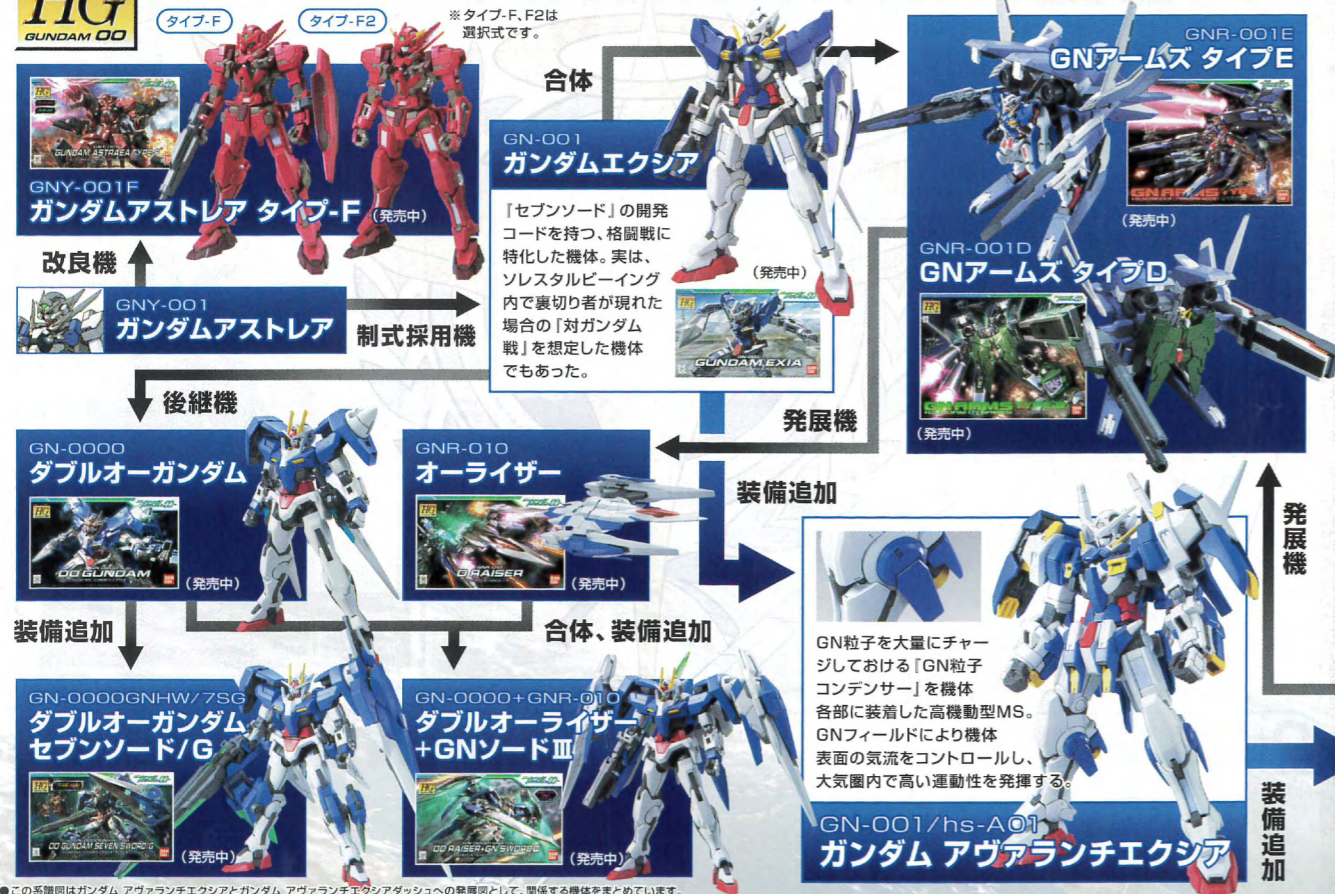 HG
GUNDAM 00
タイプ-F
タイプ-F2
※タイプ-F、F2は
選択式です。
GUNDAM ASTRAEA TYPE F
GNY-001F
ガンダムアストレア タイプ-F
(発売中)
改良機
GNY-001
ガンダムアストレア
制式採用機
合体
GN-001
ガンダムエクシア
『セブンソード』の開発
コードを持つ、格闘戦に
特化した機体。実は、
ソレスタルビーイング
内で裏切り者が現れた
場合の『対ガンダム
戦』を想定した機体
でもあった。
(発売中)
HG
GUNDAM EXIA
GNR-001E
GNアームズ タイプE
(発売中)
GNR-001D
GNアームズ タイプD
HG
(発売中)
後継機
発展機
GN-0000
ダブルオーガンダム
HG
00 GUNDAM
(発売中)
GNR-010
オーライザー
HG
0 RAISER
(発売中)
装備追加
装備追加
合体、装備追加
GN-0000GNHW/7SG
ダブルオーガンダム
セブンソード/G
HG
00 GUNDAM SEVEN SWORD/G
(発売中)
GN-0000+GNR-010
ダブルオーライザー
+GNソードⅢ
HG
00 RAISER+GN SWORDⅢ
(発売中)
GN粒子を大量にチャー
ジしておける『GN粒子
コンデンサー』を機体
各部に装着した高機動型MS。
GNフィールドにより機体
表面の気流をコントロールし、
大気圏内で高い運動性を発揮する。
GN-001/hs-A01
ガンダム アヴァランチエクシア
発展機
装備追加
●この系譜図はガンダム アヴァランチエクシアとガンダム アヴァランチエクシアダッシュへの発展図として、関係する機体をまとめています。